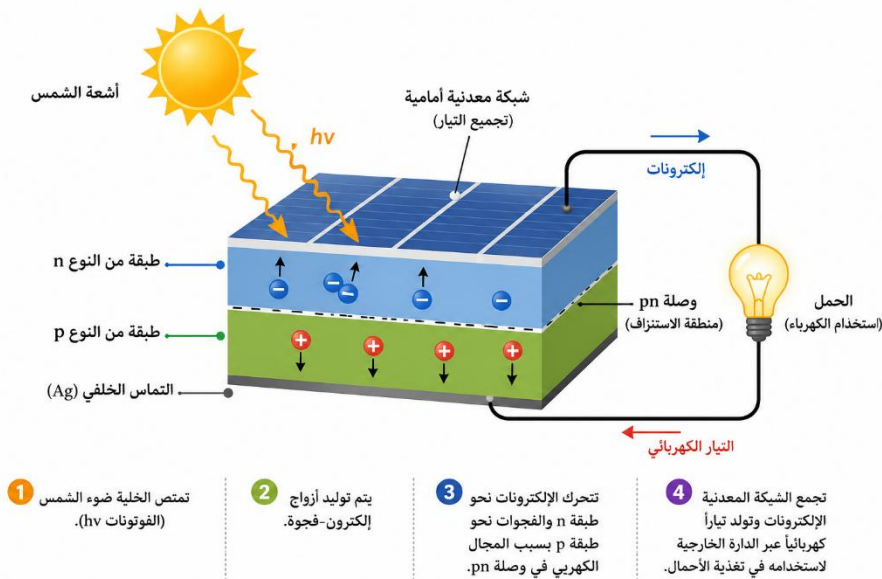 أشعة الشمس
hv
شبكة معدنية أمامية
(تجميع التيار)
إلكترونات
طبقة من النوع n
طبقة من النوع p
التماس الخلفي (Ag)
وصلة pn
(منطقة الاستنزاف)
الحمل
(استخذام الكهرباء)
التيار الكهربائي
1
تمتص الخلية ضوء الشمس
(الفوتونات hv).
2
يتم توليد أزواج
إلكترون-فجوة.
3
تتحرك الإلكترونات نحو
طبقة n والفجوات نحو
طبقة p بسبب المجال
الكهربي في وصلة pn.
4
تجمع الشبكة المعدنية
الإلكترونات وتولد تياراً
كهربائياً عبر الدارة الخارجية
لاستخدامه في تغذية الأحمال.